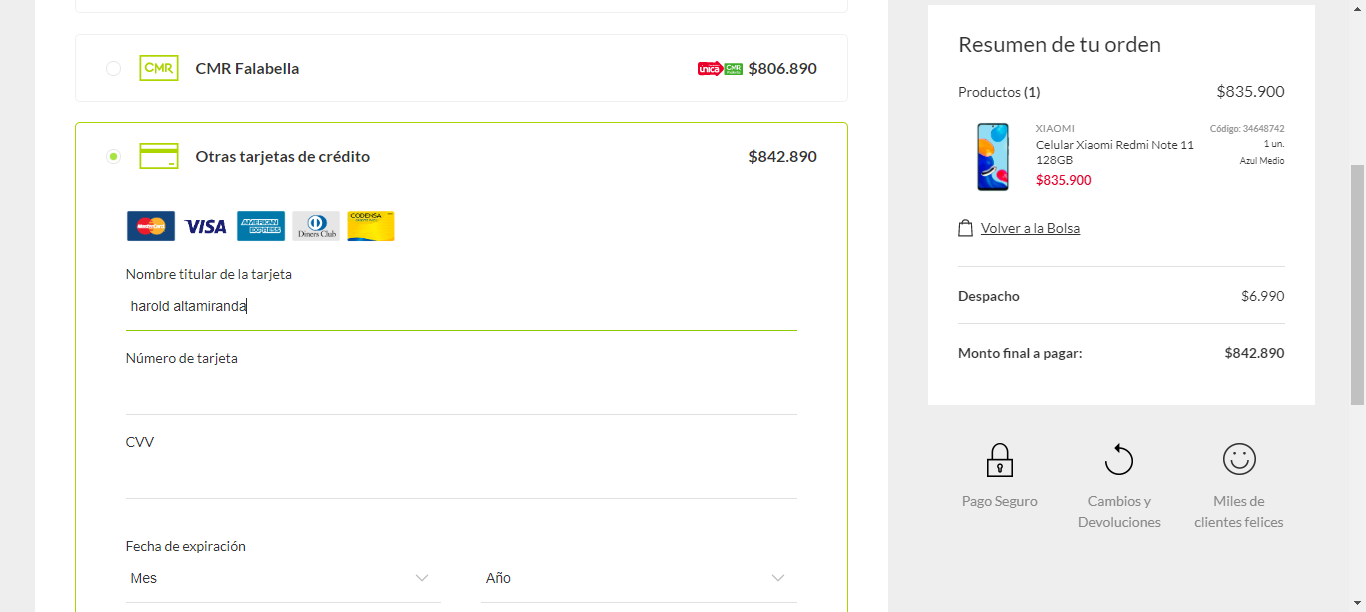 CMR
CMR Falabella
unica CMR $806.890
Otras tarjetas de crédito
$842.890
MasterCard VISA AMERICAN EXPRESS Diners Club CODENSA
Nombre titular de la tarjeta
harold altamiranda
Número de tarjeta
CVV
Fecha de expiración
Mes
Año
Resumen de tu orden
Productos (1)
$835.900
XIAOMI
Código: 34648742
Celular Xiaomi Redmi Note 11
1 un.
128GB
Azul Medio
$835.900
Volver a la Bolsa
Despacho
$6.990
Monto final a pagar:
$842.890
Pago Seguro
Cambios y
Devoluciones
Miles de
clientes felices